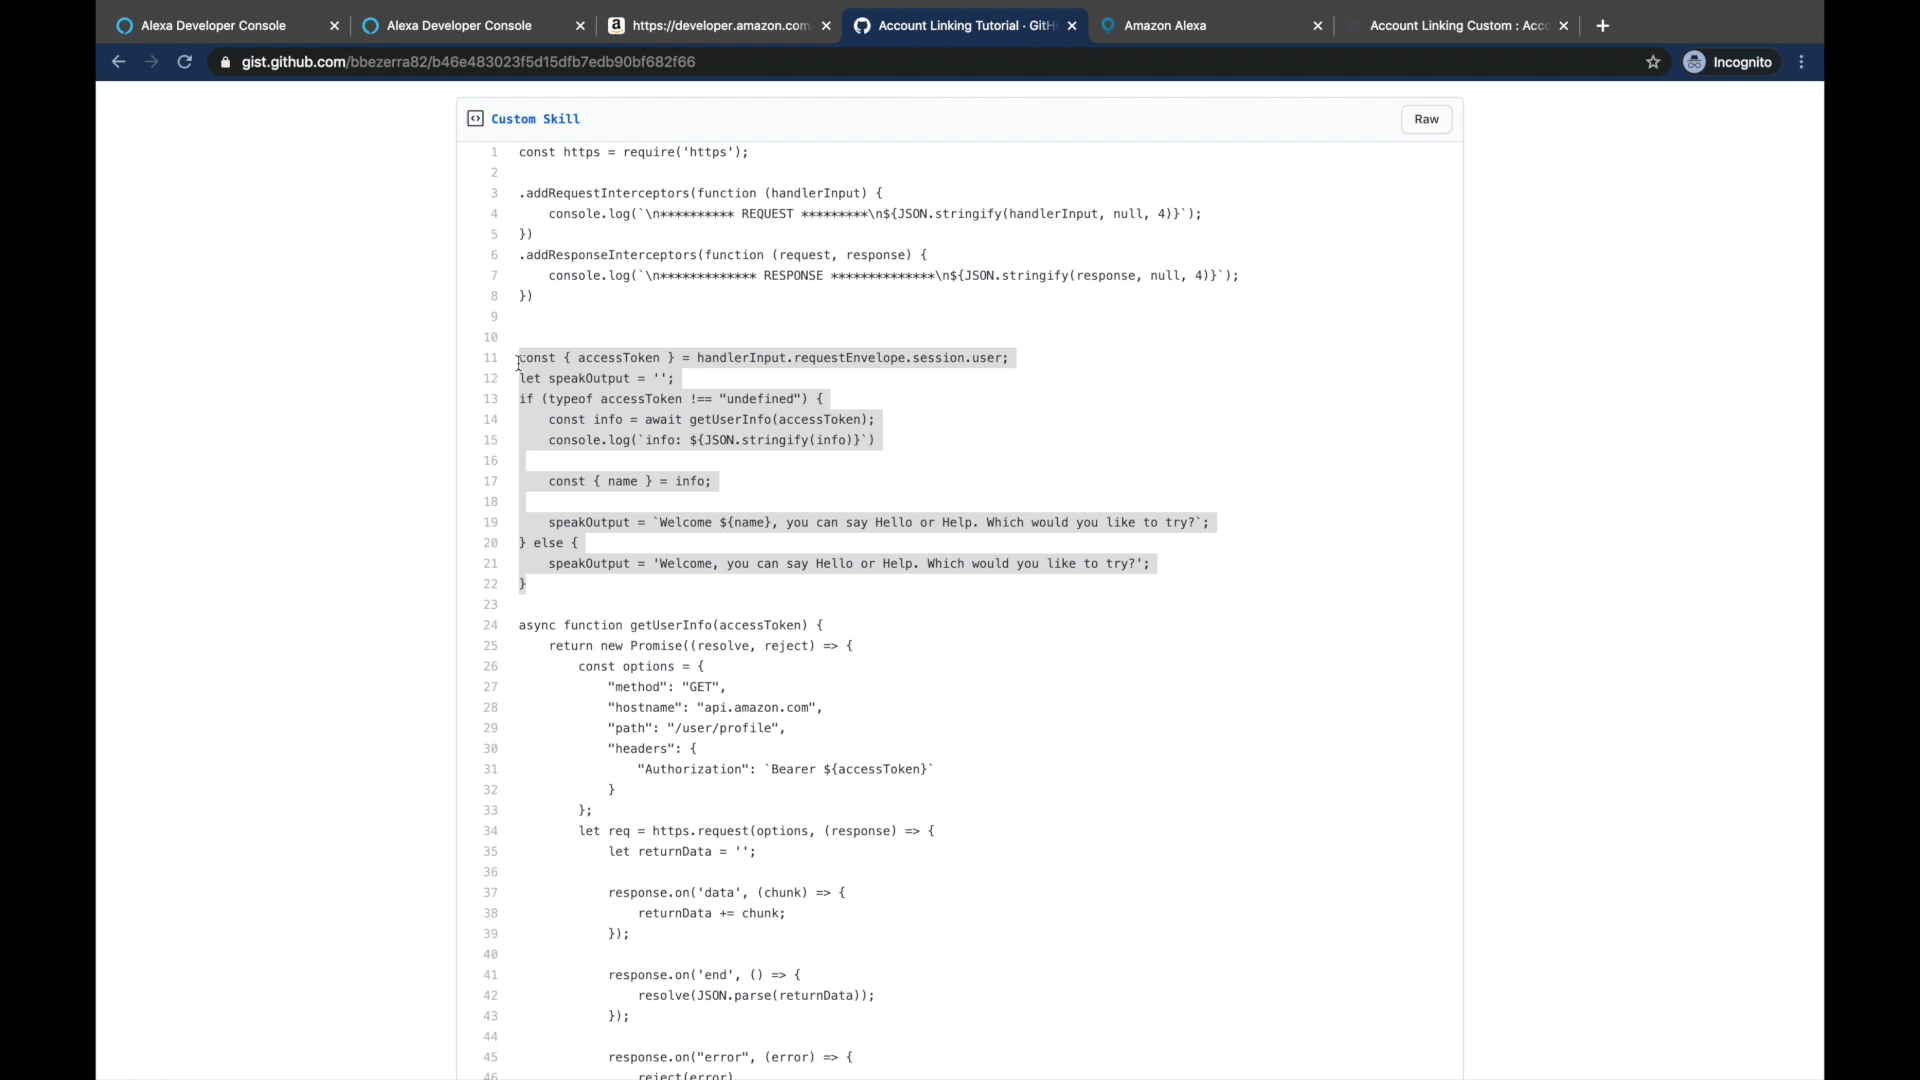 Alexa Developer Console
Alexa Developer Console
https://developer.amazon.com
Account Linking Tutorial · GitH
Amazon Alexa
Account Linking Custom : Acco
gist.github.com/bbezerra82/b46e483023f5d15dfb7edb90bf682f66
Incognito
Custom Skill
Raw
1 const https = require('https');
2
3 .addRequestInterceptors(function (handlerInput) {
4 console.log(`\n********** REQUEST *********\n${JSON.stringify(handlerInput, null, 4)}`);
5 })
6 .addResponseInterceptors(function (request, response) {
7 console.log(`\n************* RESPONSE **************\n${JSON.stringify(response, null, 4)}`);
8 })
9
10
11 const { accessToken } = handlerInput.requestEnvelope.session.user;
12 let speakOutput = '';
13 if (typeof accessToken !== "undefined") {
14 const info = await getUserInfo(accessToken);
15 console.log(`info: ${JSON.stringify(info)}`)
16
17 const { name } = info;
18
19 speakOutput = `Welcome ${name}, you can say Hello or Help. Which would you like to try?`;
20 } else {
21 speakOutput = 'Welcome, you can say Hello or Help. Which would you like to try?';
22 }
23
24 async function getUserInfo(accessToken) {
25 return new Promise((resolve, reject) => {
26 const options = {
27 "method": "GET",
28 "hostname": "api.amazon.com",
29 "path": "/user/profile",
30 "headers": {
31 "Authorization": `Bearer ${accessToken}`
32 }
33 };
34 let req = https.request(options, (response) => {
35 let returnData = '';
36
37 response.on('data', (chunk) => {
38 returnData += chunk;
39 });
40
41 response.on('end', () => {
42 resolve(JSON.parse(returnData));
43 });
44
45 response.on("error", (error) => {
46 reject(error)